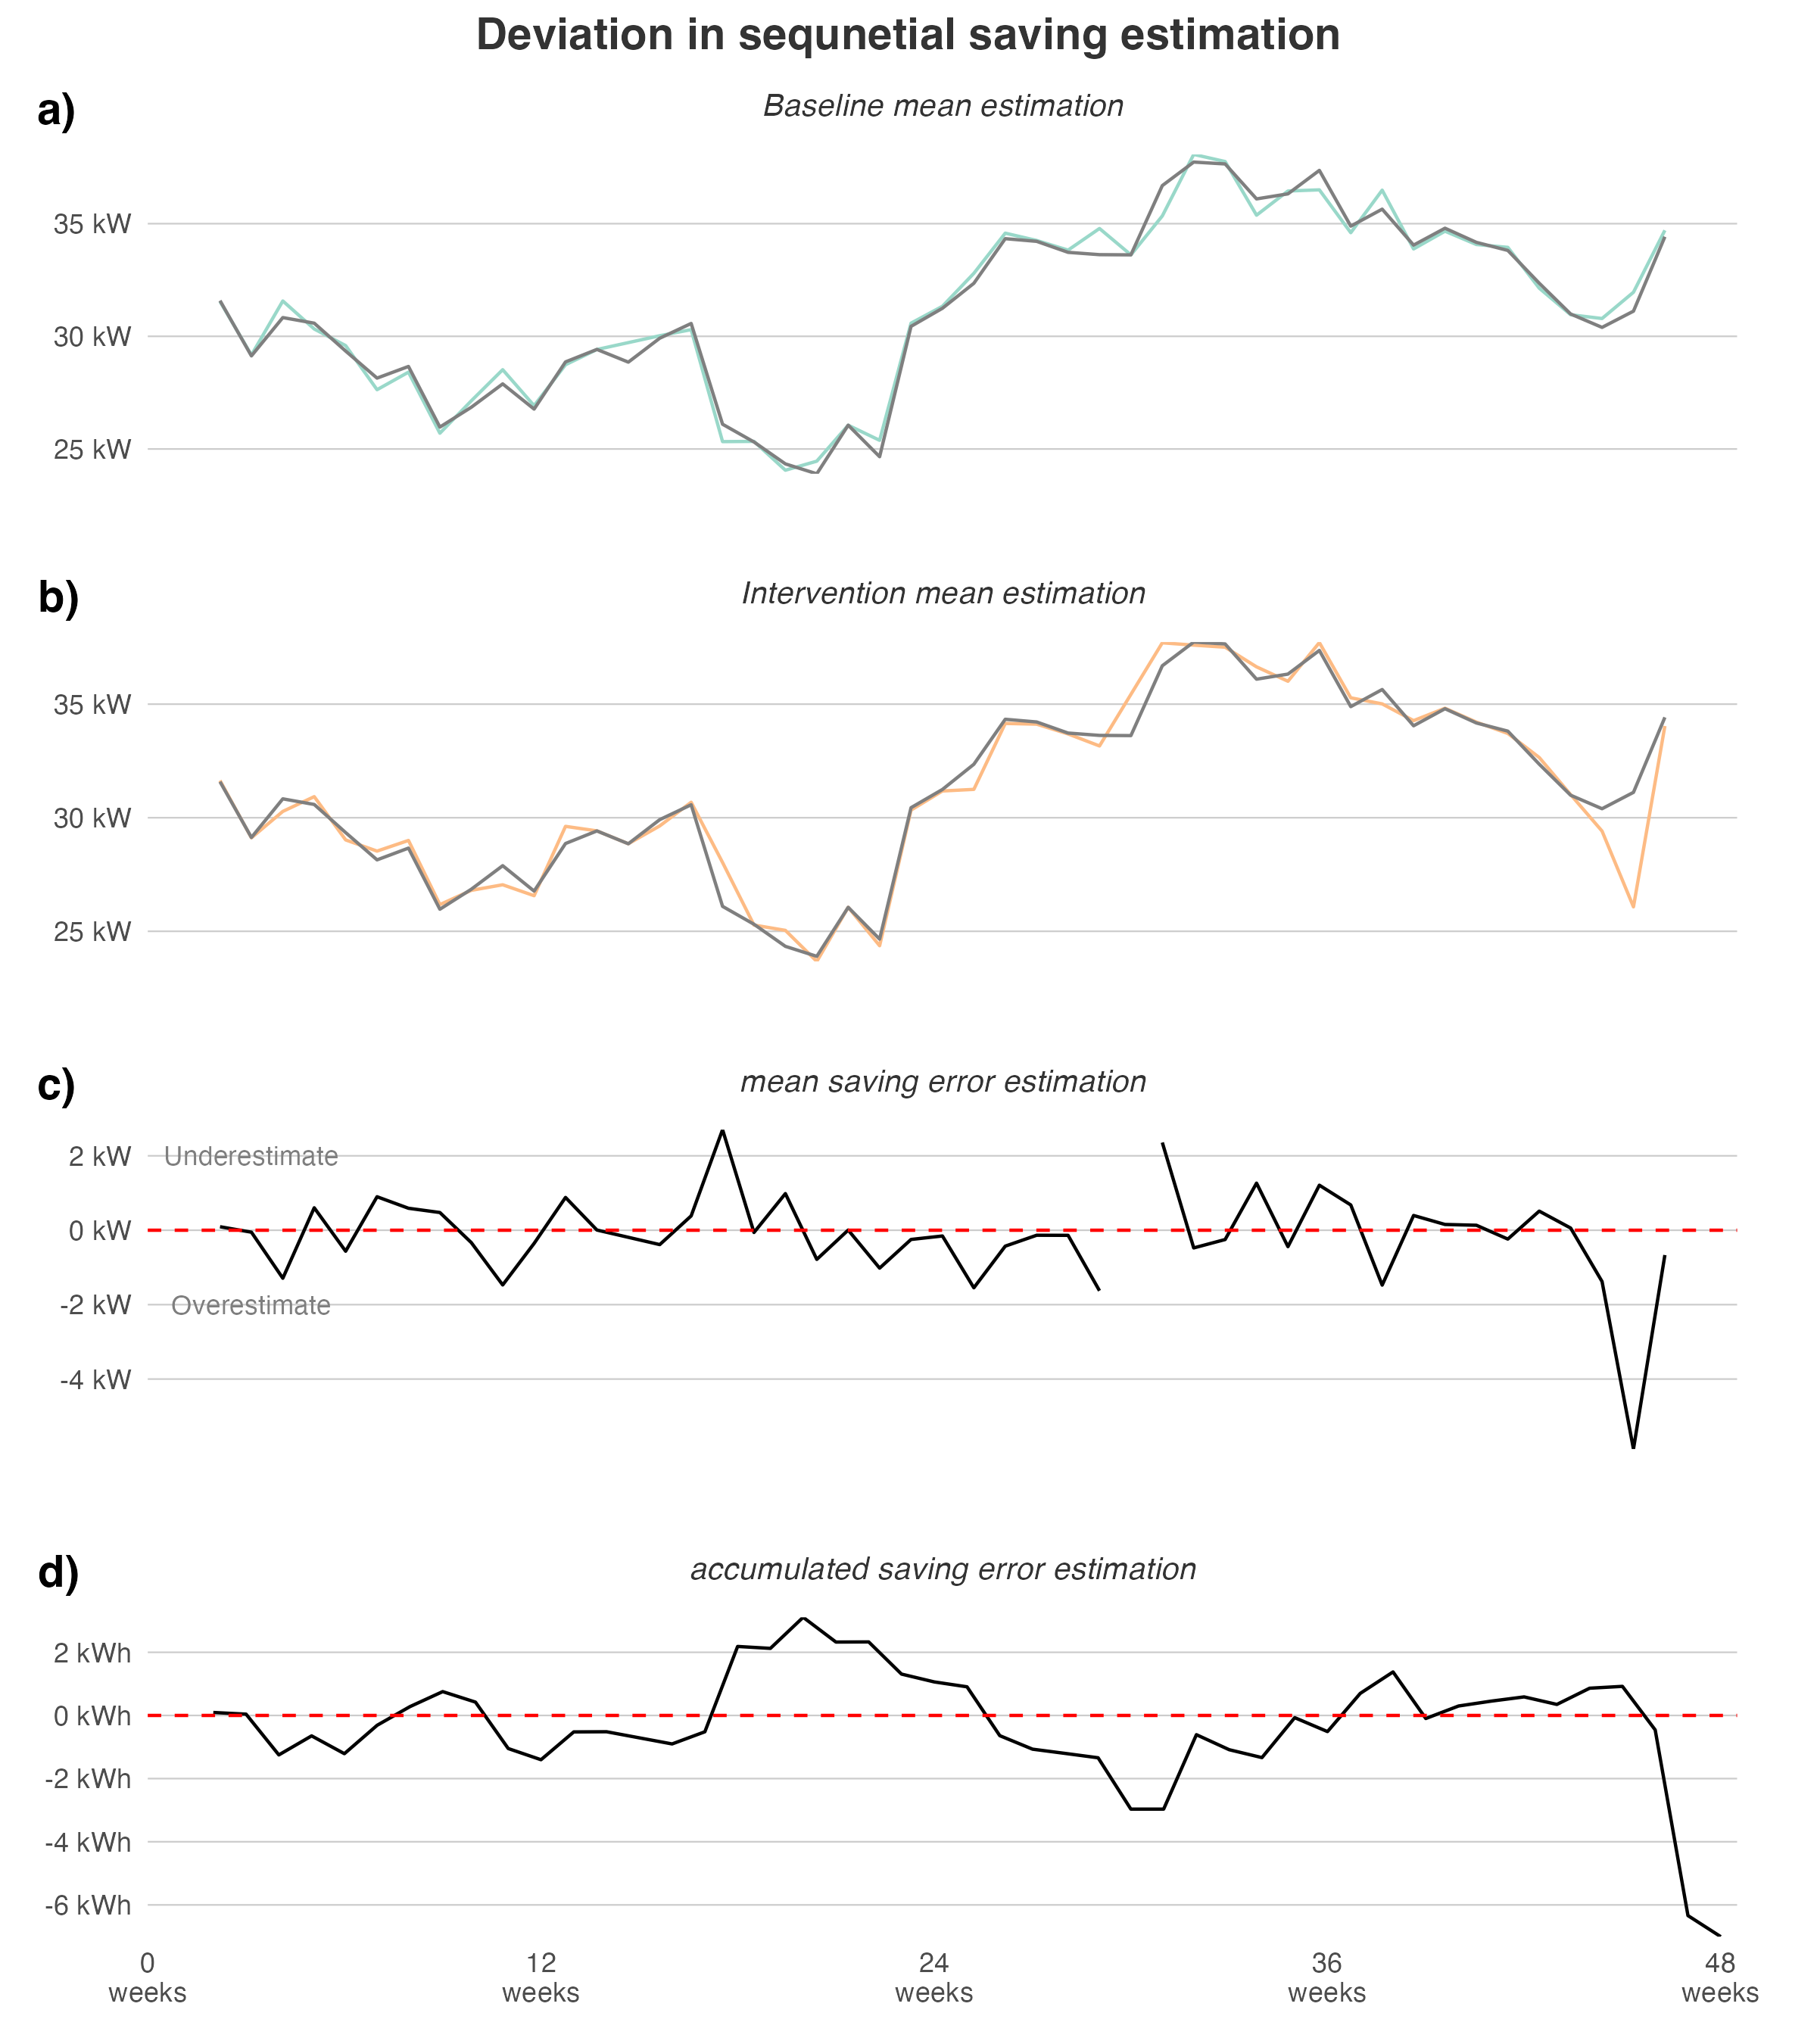 Deviation in sequnetial saving estimation
a)
Baseline mean estimation
35 kW
30 kW
25 kW
b)
Intervention mean estimation
35 kW
30 kW
25 kW
c)
mean saving error estimation
2 kW
Underestimate
0 kW
-2 kW
Overestimate
-4 kW
d)
accumulated saving error estimation
2 kWh
0 kWh
-2 kWh
-4 kWh
-6 kWh
0 12 24 36 48
weeks weeks weeks weeks weeks